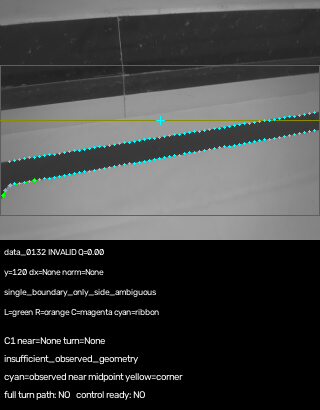 data_0132 INVALID Q=0.00
y=120 dx=None norm=None
single_boundary_only_side_ambiguous
L=green R=orange C=magenta cyan=ribbon
C1 near=None turn=None
insufficient_observed_geometry
cyan=observed near midpoint yellow=corner
full turn path: NO control ready: NO